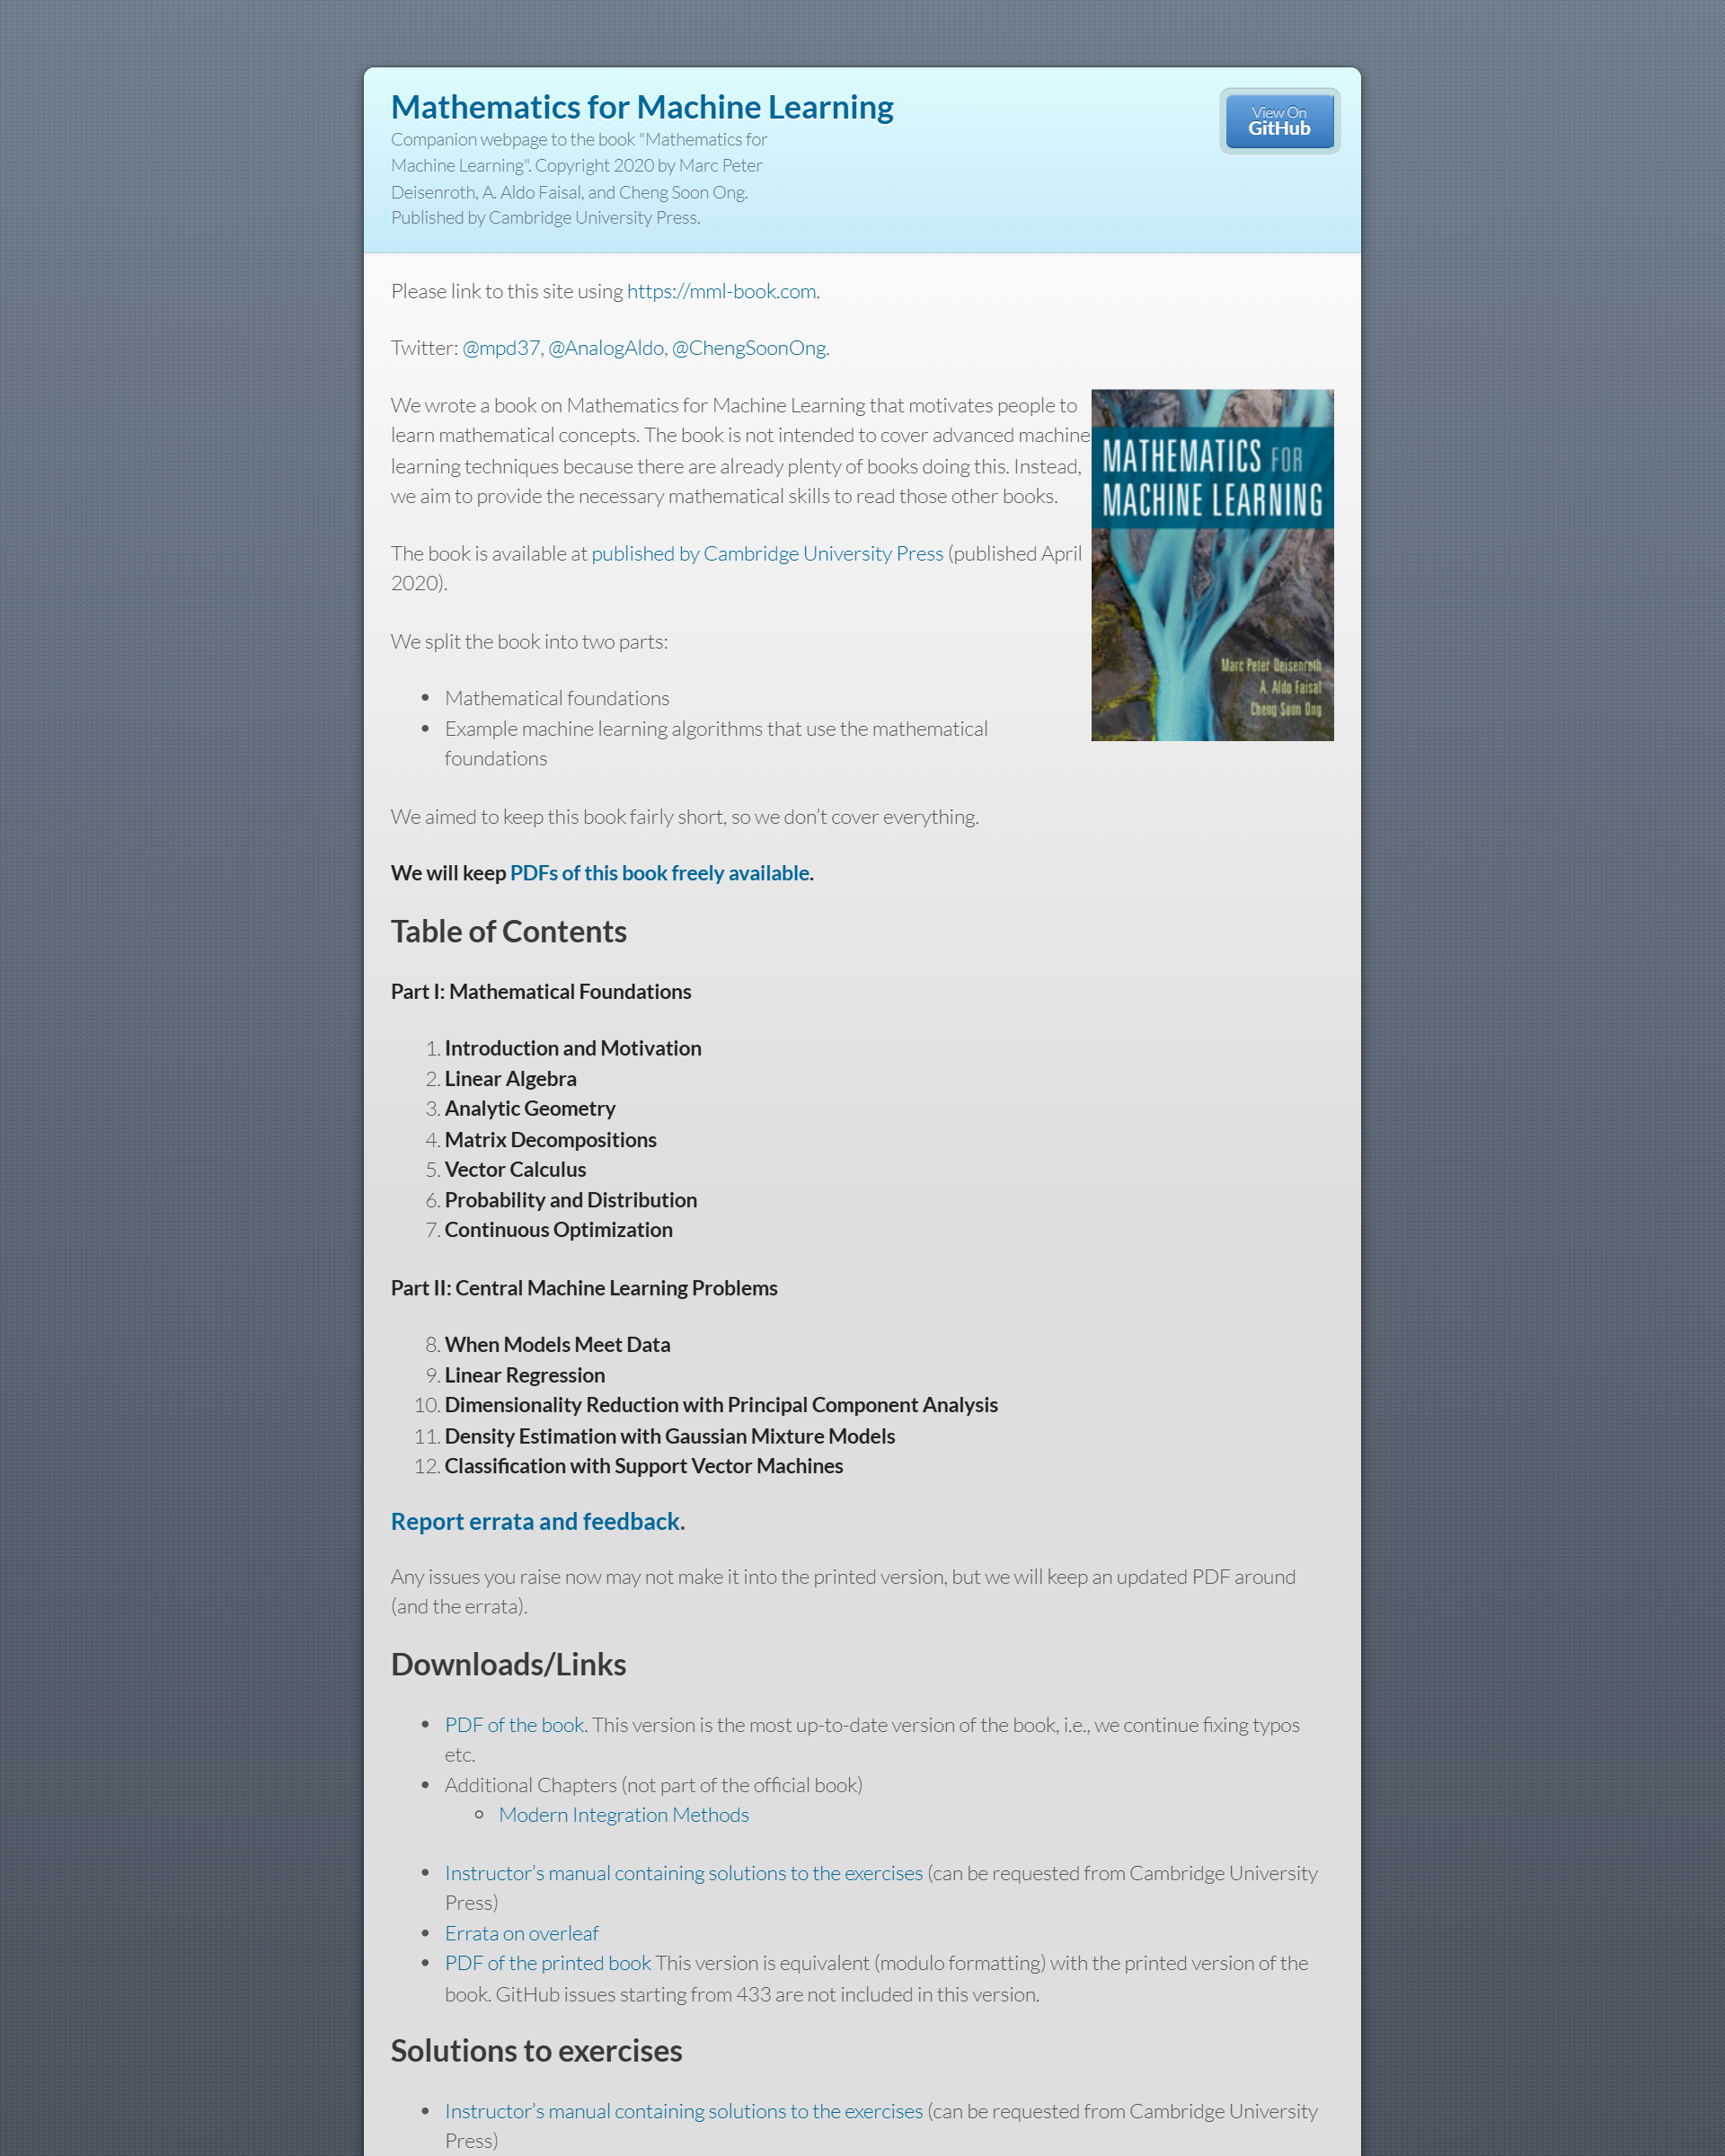 Mathematics for Machine Learning
View On
GitHub
Companion webpage to the book "Mathematics for
Machine Learning". Copyright 2020 by Marc Peter
Deisenroth, A. Aldo Faisal, and Cheng Soon Ong.
Published by Cambridge University Press.
Please link to this site using https://mml-book.com.
Twitter: @mpd37, @AnalogAldo, @ChengSoonOng.
We wrote a book on Mathematics for Machine Learning that motivates people to
learn mathematical concepts. The book is not intended to cover advanced machine
learning techniques because there are already plenty of books doing this. Instead,
we aim to provide the necessary mathematical skills to read those other books.
MATHEMATICS FOR
MACHINE LEARNING
Marc Peter Deisenroth
A. Aldo Faisal
Cheng Soon Ong
The book is available at published by Cambridge University Press (published April
2020).
We split the book into two parts:
• Mathematical foundations
• Example machine learning algorithms that use the mathematical
foundations
We aimed to keep this book fairly short, so we don’t cover everything.
We will keep PDFs of this book freely available.
Table of Contents
Part I: Mathematical Foundations
1. Introduction and Motivation
2. Linear Algebra
3. Analytic Geometry
4. Matrix Decompositions
5. Vector Calculus
6. Probability and Distribution
7. Continuous Optimization
Part II: Central Machine Learning Problems
8. When Models Meet Data
9. Linear Regression
10. Dimensionality Reduction with Principal Component Analysis
11. Density Estimation with Gaussian Mixture Models
12. Classification with Support Vector Machines
Report errata and feedback.
Any issues you raise now may not make it into the printed version, but we will keep an updated PDF around
(and the errata).
Downloads/Links
• PDF of the book. This version is the most up-to-date version of the book, i.e., we continue fixing typos
etc.
• Additional Chapters (not part of the official book)
◦ Modern Integration Methods
• Instructor’s manual containing solutions to the exercises (can be requested from Cambridge University
Press)
• Errata on overleaf
• PDF of the printed book This version is equivalent (modulo formatting) with the printed version of the
book. GitHub issues starting from 433 are not included in this version.
Solutions to exercises
• Instructor’s manual containing solutions to the exercises (can be requested from Cambridge University
Press)